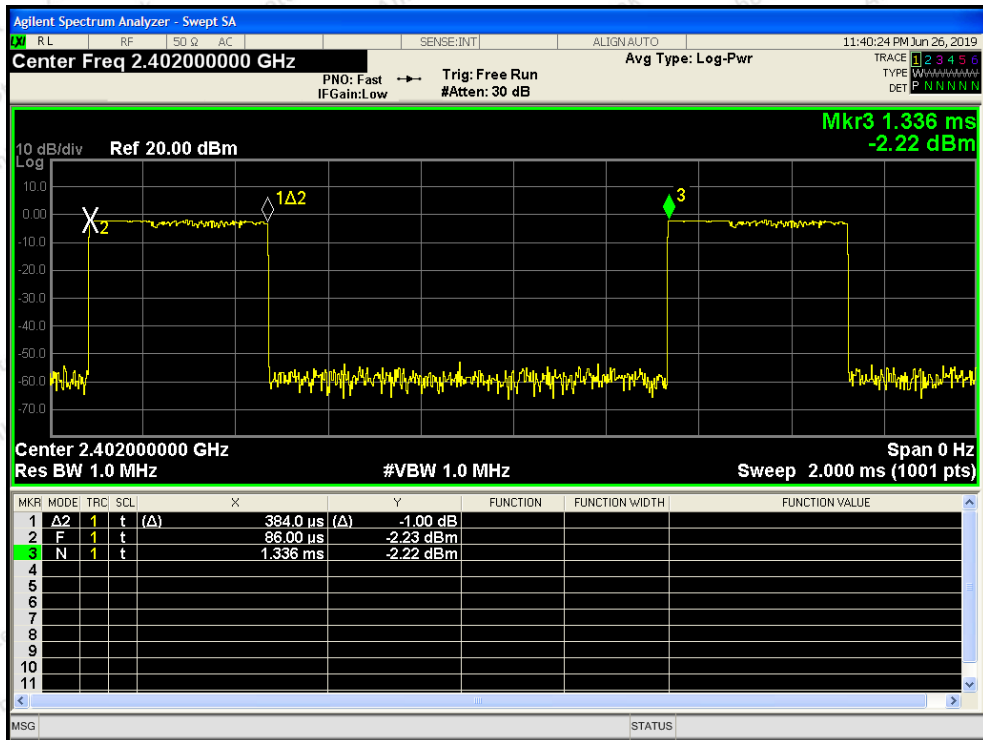 Agilent Spectrum Analyzer - Swept SA
LXI RL RF 50 Ω AC SENSE:INT ALIGN AUTO 11:40:24 PM Jun 26, 2019
Center Freq 2.402000000 GHz Avg Type: Log-Pwr TRACE 1 2 3 4 5 6
PNO: Fast Trig: Free Run TYPE WWWWWW
IFGain:Low #Atten: 30 dB DET P N N N N N
Mkr3 1.336 ms
10 dB/div Ref 20.00 dBm -2.22 dBm
Log
10.0
1Δ2
3
0.00
2
-10.0
-20.0
-30.0
-40.0
-50.0
-60.0
-70.0
Center 2.402000000 GHz Span 0 Hz
Res BW 1.0 MHz #VBW 1.0 MHz Sweep 2.000 ms (1001 pts)
MKR MODE TRC SCL X Y FUNCTION FUNCTION WIDTH FUNCTION VALUE
1 Δ2 1 t (Δ) 384.0 µs (Δ) -1.00 dB
2 F 1 t 86.00 µs -2.23 dBm
3 N 1 t 1.336 ms -2.22 dBm
4
5
6
7
8
9
10
11
MSG STATUS